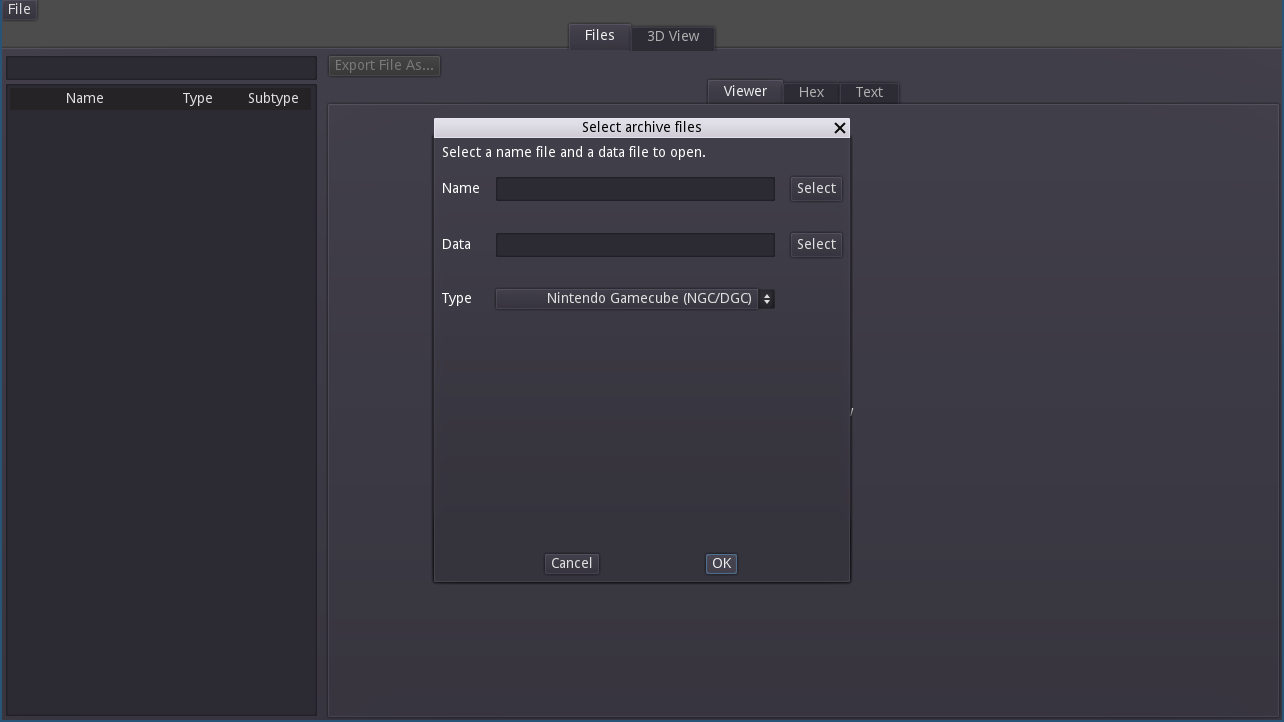 File
Files 3D View
Export File As...
Name Type Subtype
Viewer Hex Text
Select archive files
Select a name file and a data file to open.
Name Select
Data Select
Type Nintendo Gamecube (NGC/DGC)
Cancel OK